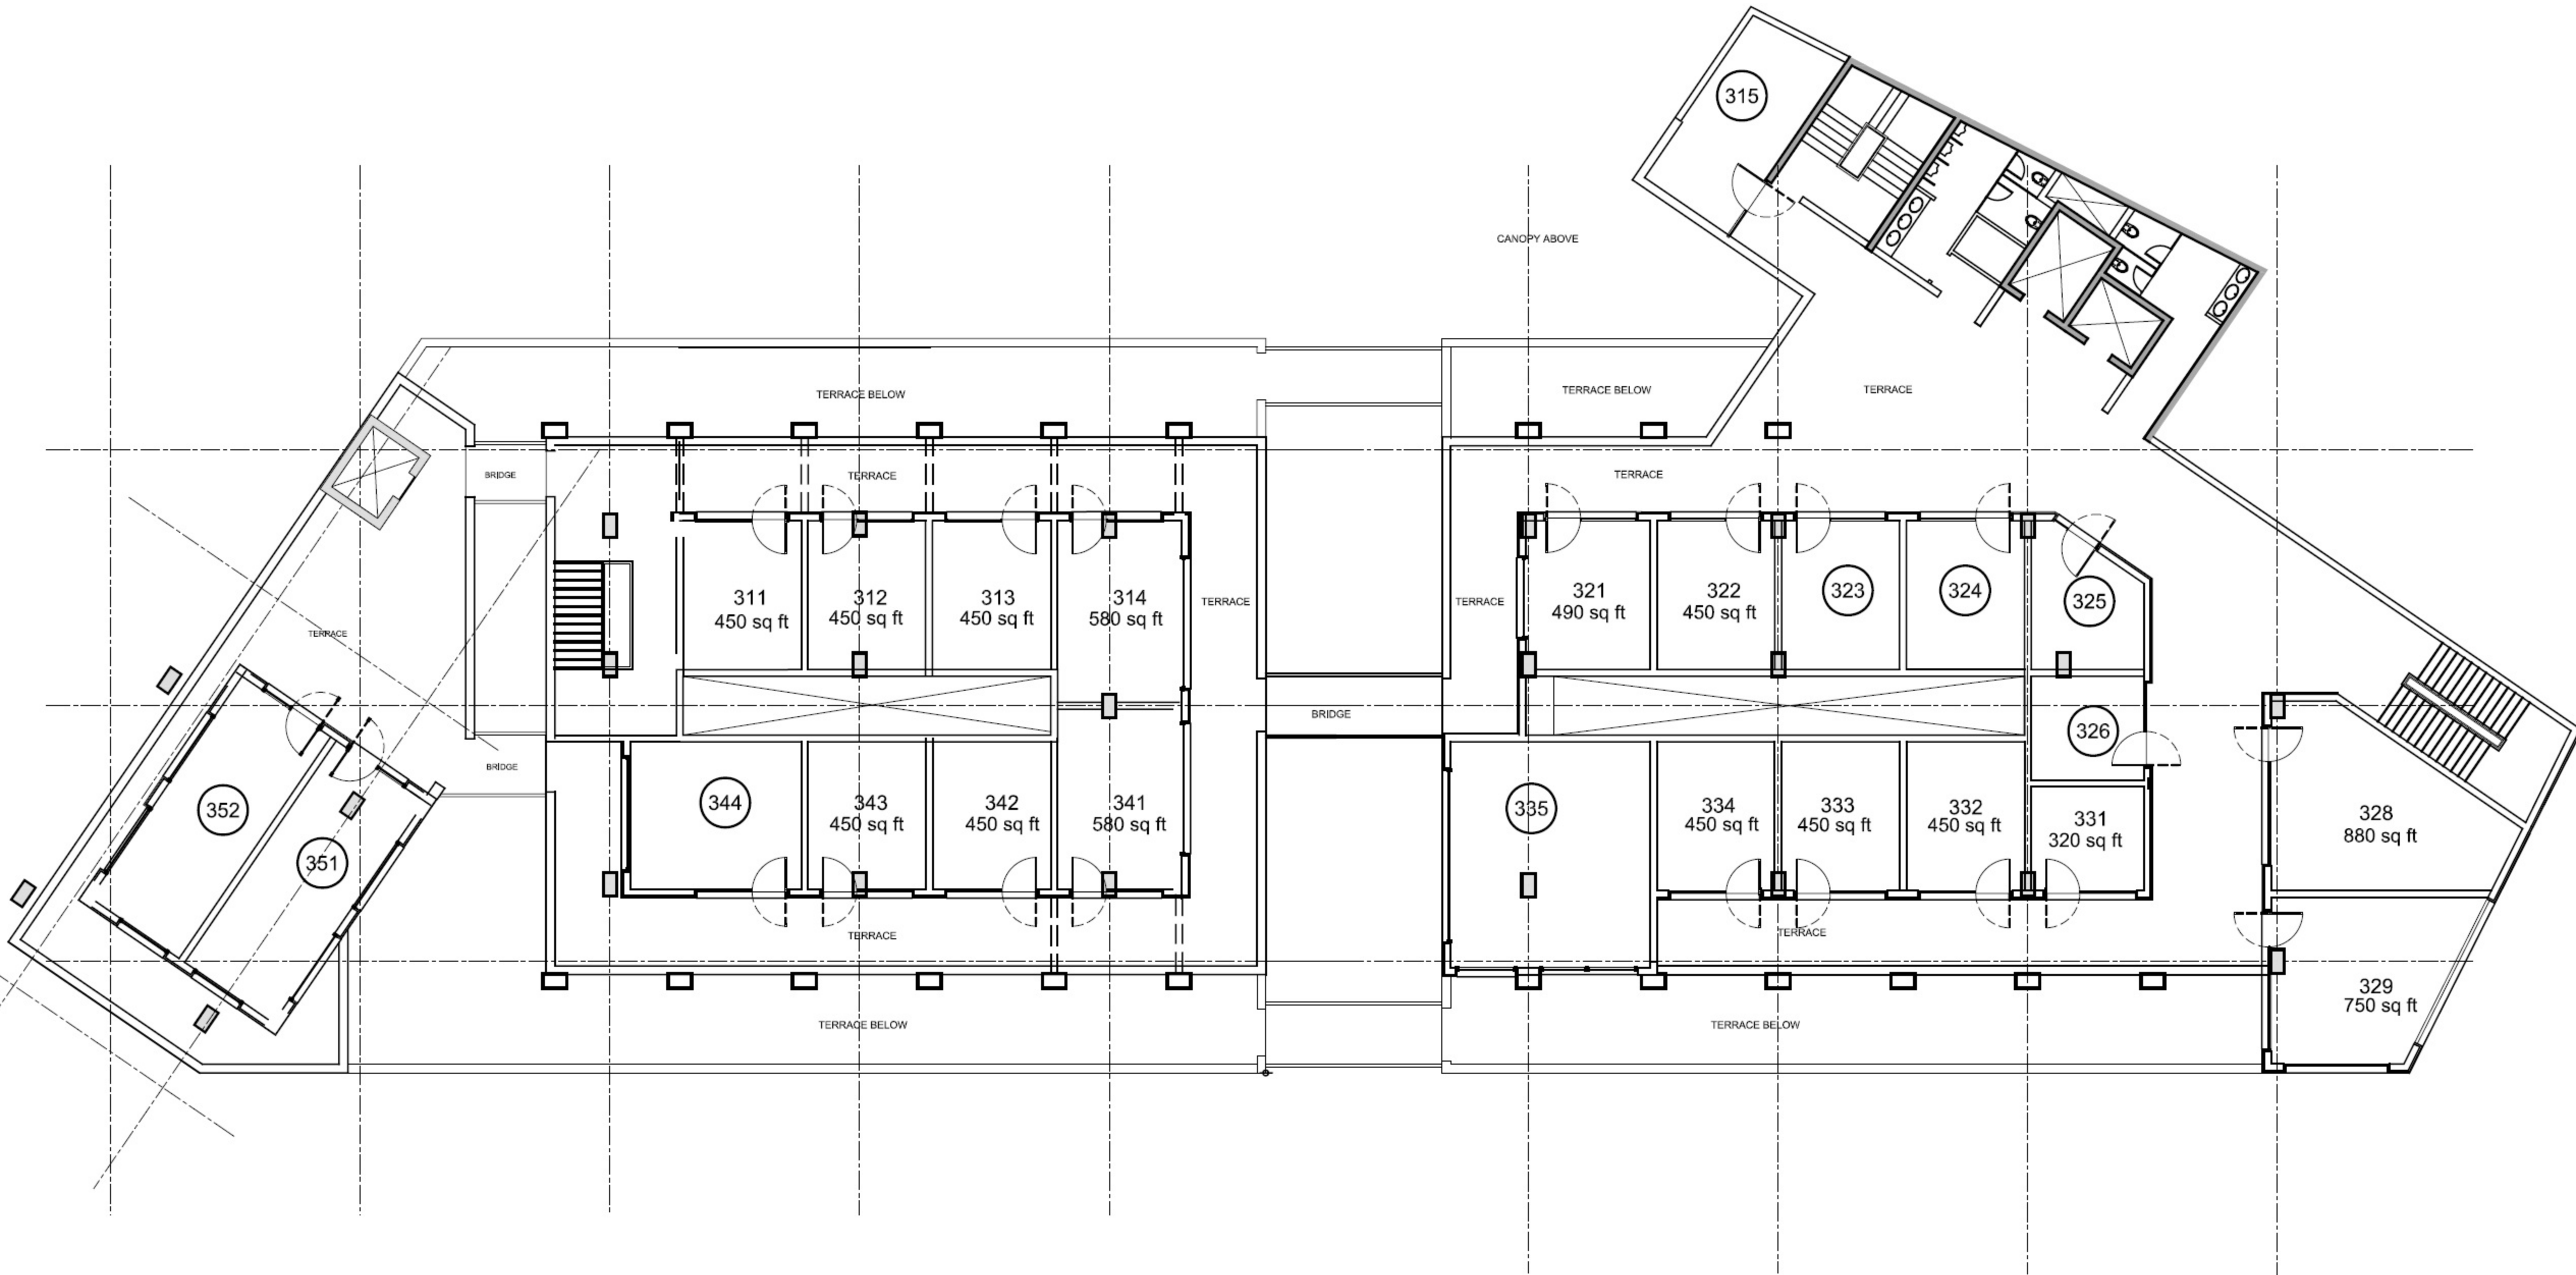 315
CANOPY ABOVE
TERRACE BELOW
TERRACE BELOW
TERRACE
BRIDGE
TERRACE
TERRACE
311
450 sq ft
312
450 sq ft
313
450 sq ft
314
580 sq ft
TERRACE
TERRACE
321
490 sq ft
322
450 sq ft
323
324
325
TERRACE
BRIDGE
326
BRIDGE
352
351
344
343
450 sq ft
342
450 sq ft
341
580 sq ft
335
334
450 sq ft
333
450 sq ft
332
450 sq ft
331
320 sq ft
328
880 sq ft
TERRACE
TERRACE
329
750 sq ft
TERRACE BELOW
TERRACE BELOW